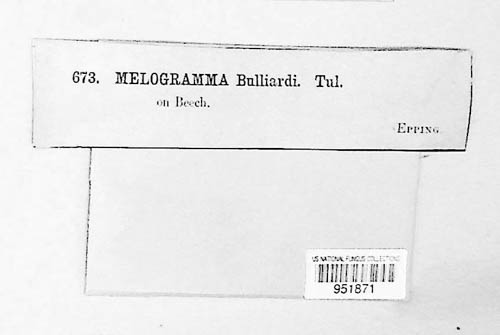 673. MELOGRAMMA Bulliardi. Tul.
on Beech.
EPPING
US NATIONAL FUNGUS COLLECTIONS
951871